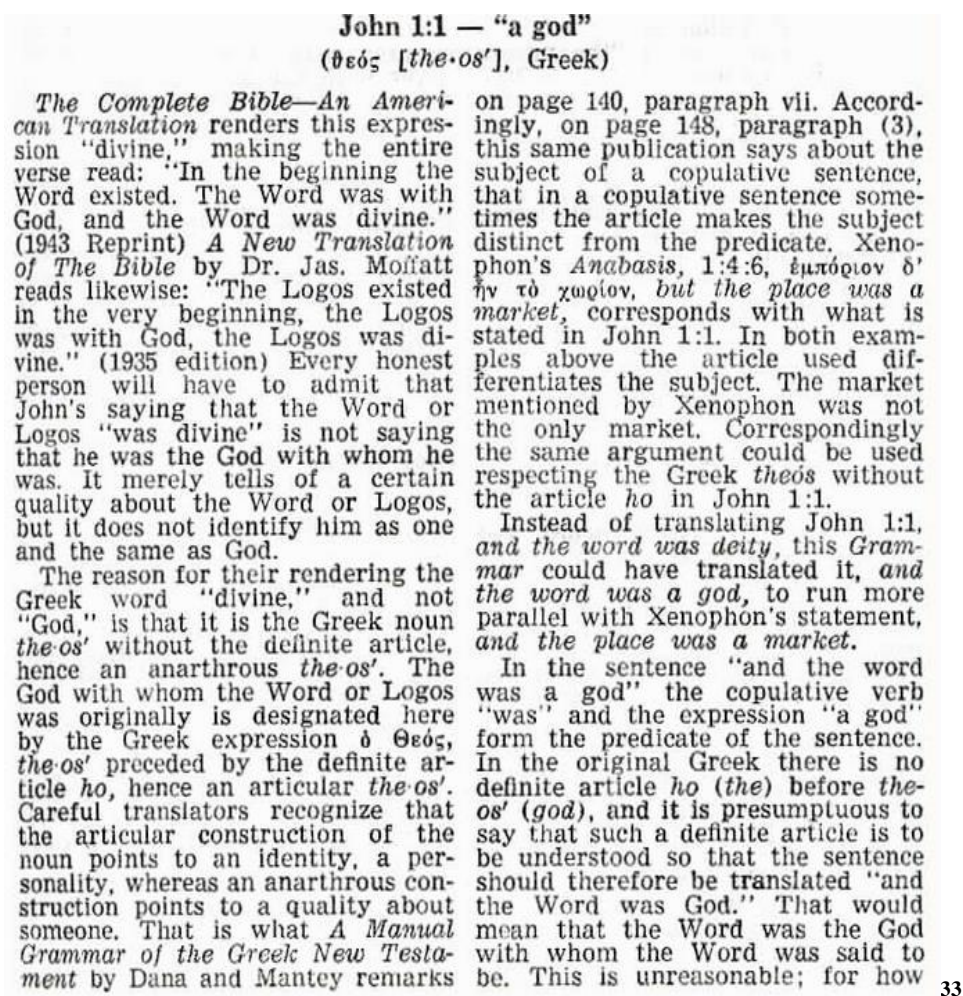 John 1:1 — “a god”
(θεός [the·os′], Greek)
The Complete Bible—An Ameri-
can Translation renders this expres-
sion “divine,” making the entire
verse read: “In the beginning the
Word existed. The Word was with
God, and the Word was divine.”
(1943 Reprint) A New Translation
of The Bible by Dr. Jas. Moffatt
reads likewise: “The Logos existed
in the very beginning, the Logos
was with God, the Logos was di-
vine.” (1935 edition) Every honest
person will have to admit that
John's saying that the Word or
Logos “was divine” is not saying
that he was the God with whom he
was. It merely tells of a certain
quality about the Word or Logos,
but it does not identify him as one
and the same as God.
The reason for their rendering the
Greek word “divine,” and not
“God,” is that it is the Greek noun
the·os′ without the definite article,
hence an anarthrous the·os′. The
God with whom the Word or Logos
was originally is designated here
by the Greek expression ὁ Θεός,
the·os′ preceded by the definite ar-
ticle ho, hence an articular the·os′.
Careful translators recognize that
the articular construction of the
noun points to an identity, a per-
sonality, whereas an anarthrous con-
struction points to a quality about
someone. That is what A Manual
Grammar of the Greek New Testa-
ment by Dana and Mantey remarks
on page 140, paragraph vii. Accord-
ingly, on page 148, paragraph (3),
this same publication says about the
subject of a copulative sentence,
that in a copulative sentence some-
times the article makes the subject
distinct from the predicate. Xeno-
phon's Anabasis, 1:4:6, ἐμπόριον δ’
ἦν τὸ χωρίον, but the place was a
market, corresponds with what is
stated in John 1:1. In both exam-
ples above the article used dif-
ferentiates the subject. The market
mentioned by Xenophon was not
the only market. Correspondingly
the same argument could be used
respecting the Greek theós without
the article ho in John 1:1.
Instead of translating John 1:1,
and the word was deity, this Gram-
mar could have translated it, and
the word was a god, to run more
parallel with Xenophon's statement,
and the place was a market.
In the sentence “and the word
was a god” the copulative verb
“was” and the expression “a god”
form the predicate of the sentence.
In the original Greek there is no
definite article ho (the) before the-
os′ (god), and it is presumptuous to
say that such a definite article is to
be understood so that the sentence
should therefore be translated “and
the Word was God.” That would
mean that the Word was the God
with whom the Word was said to
be. This is unreasonable; for how
33